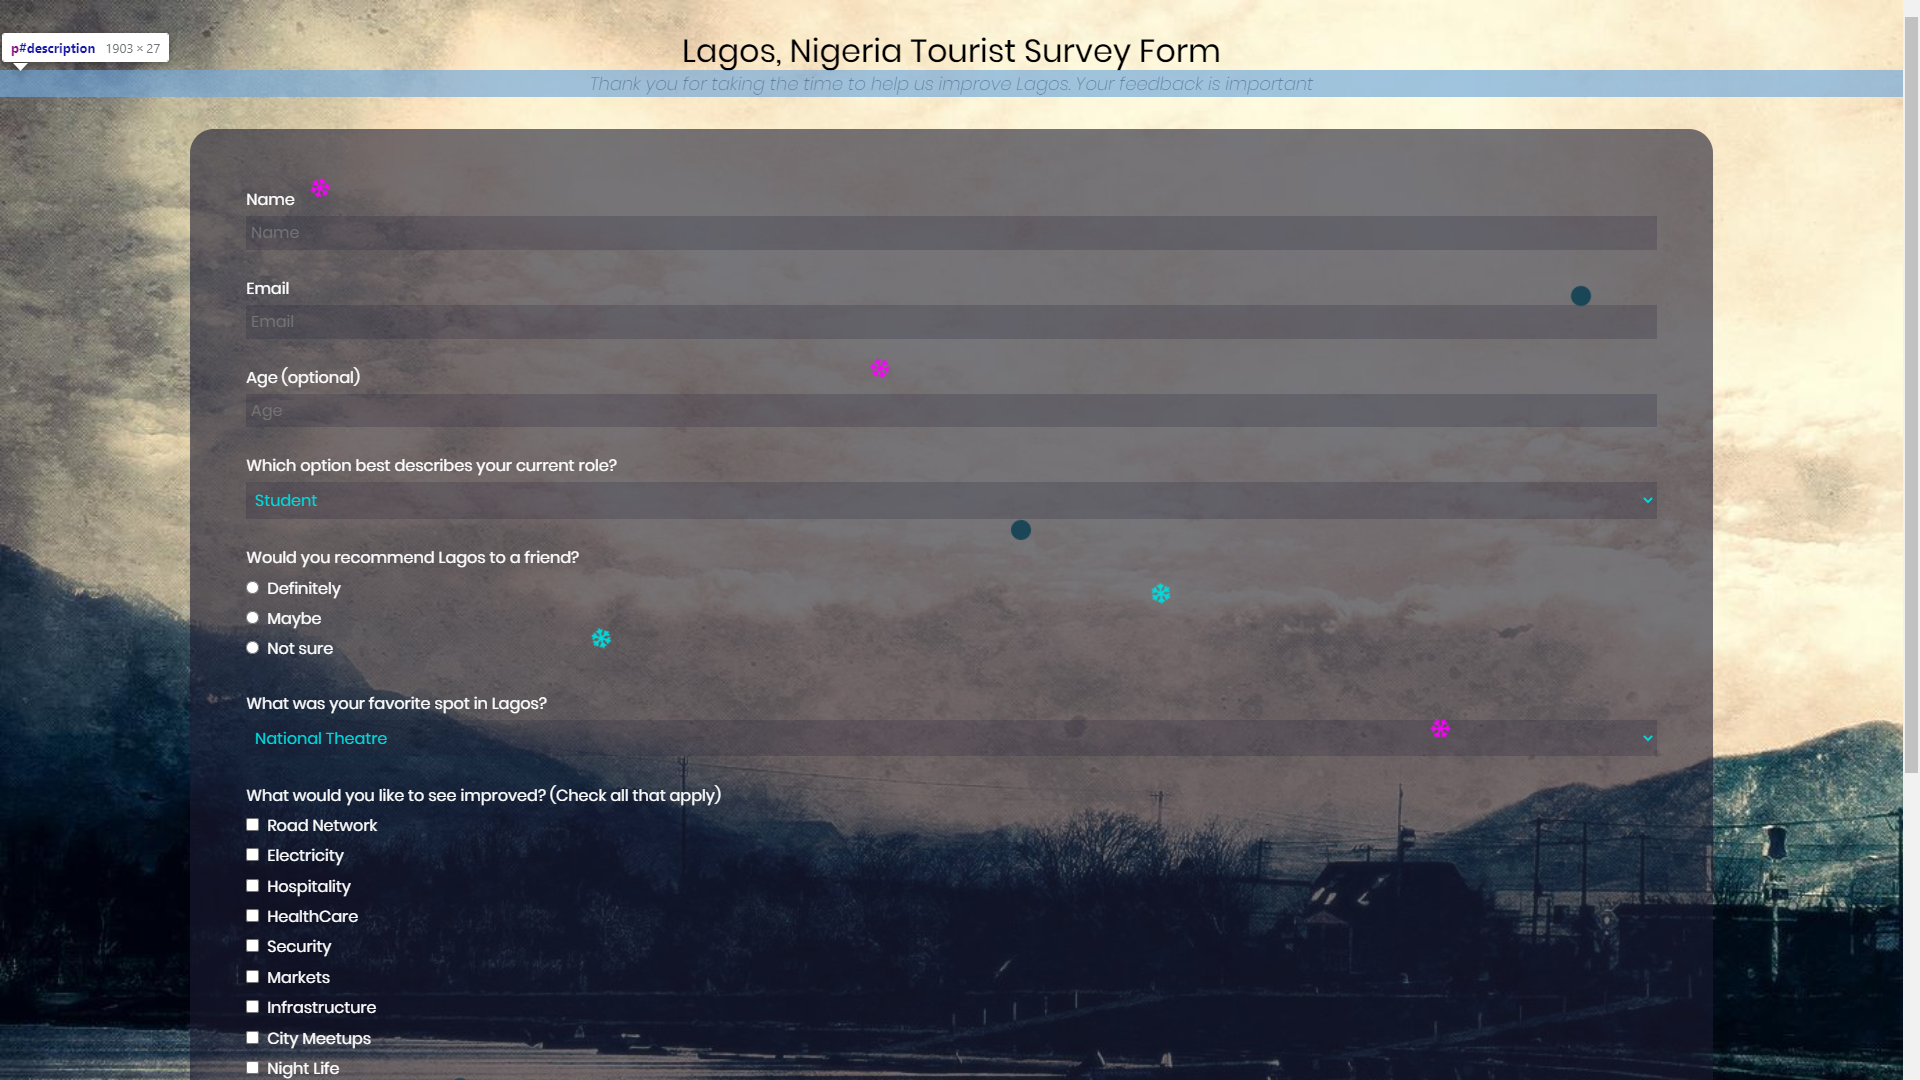 Lagos, Nigeria Tourist Survey Form
p#description 1903 × 27
Thank you for taking the time to help us improve Lagos. Your feedback is important
Name
Name
Email
Email
Age (optional)
Age
Which option best describes your current role?
Student
Would you recommend Lagos to a friend?
Definitely
Maybe
Not sure
What was your favorite spot in Lagos?
National Theatre
What would you like to see improved? (Check all that apply)
Road Network
Electricity
Hospitality
HealthCare
Security
Markets
Infrastructure
City Meetups
Night Life